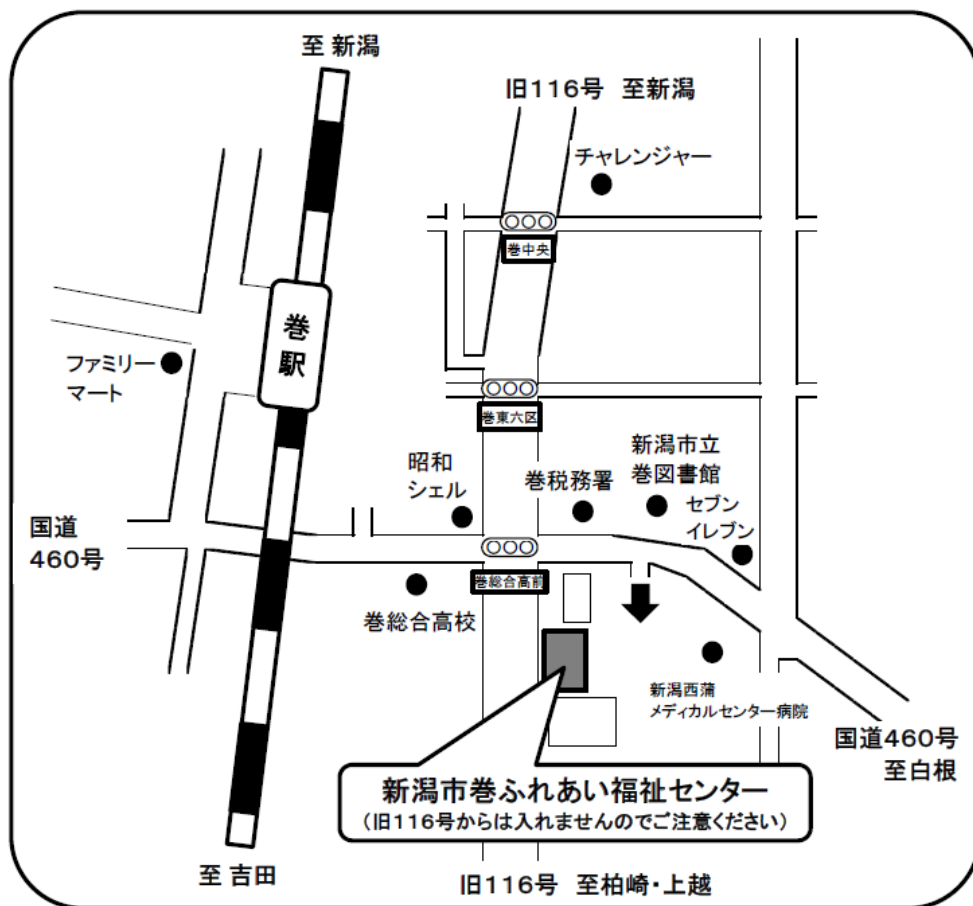 至 新潟
旧116号 至新潟
チャレンジャー
巻中央
巻駅
ファミリー
マート
巻東六区
昭和
シェル
巻税務署
新潟市立
巻図書館
セブン
イレブン
国道
460号
巻総合高前
巻総合高校
新潟西蒲
メディカルセンター病院
国道460号
至白根
新潟市巻ふれあい福祉センター
(旧116号からは入れませんのでご注意ください)
至 吉田
旧116号 至柏崎・上越